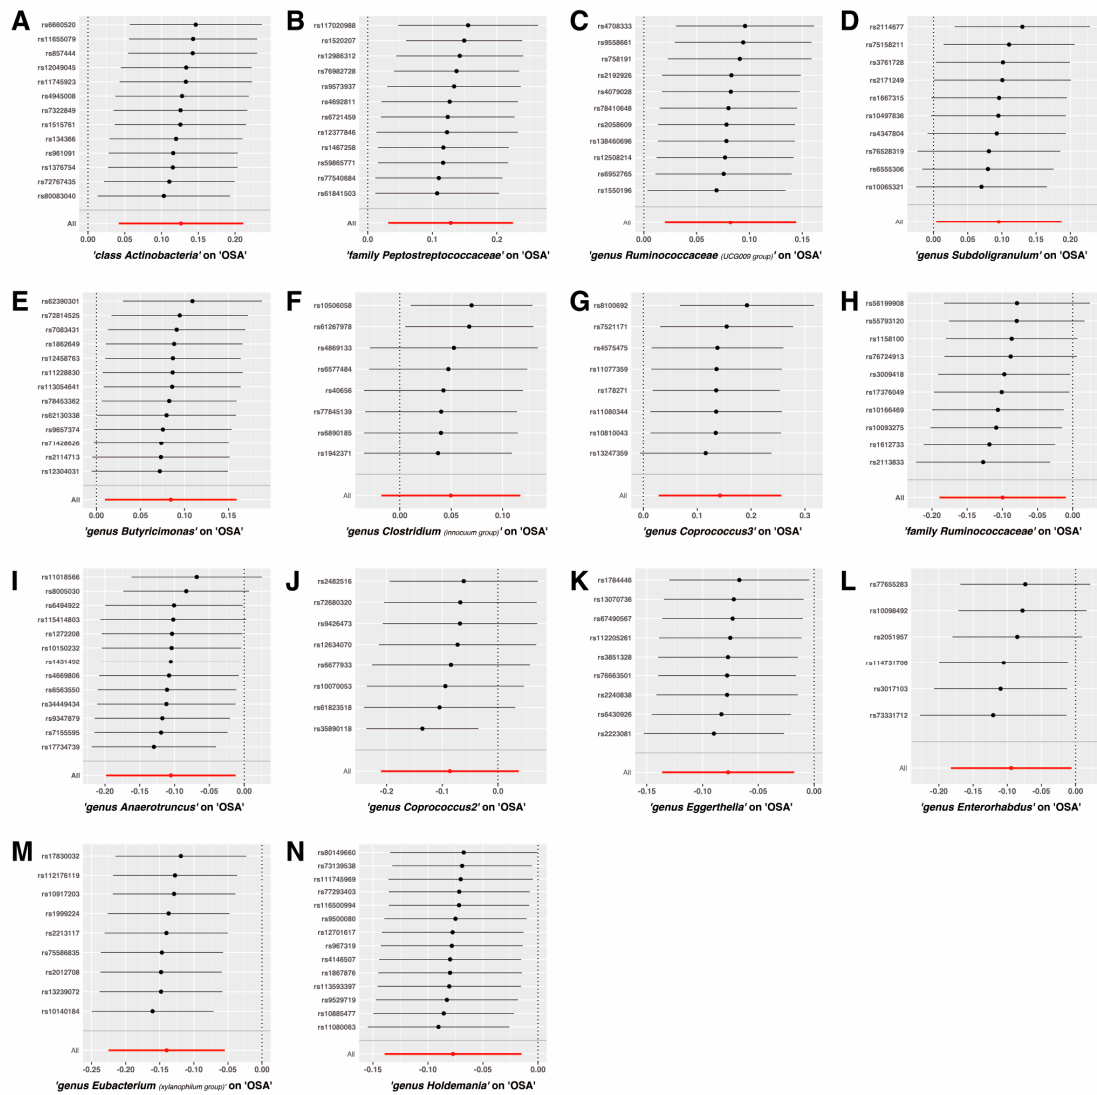 A
rs6660520
rs11655079
rs857444
rs12049045
rs11745923
rs4945008
rs7322849
rs1515761
rs134366
rs961091
rs1376754
rs72767435
rs80083040
All
0.00 0.05 0.10 0.15 0.20
'class Actinobacteria' on 'OSA'
B
rs117020988
rs1520207
rs12986312
rs76982728
rs9573937
rs4692811
rs6721459
rs12377846
rs1467258
rs59865771
rs77540684
rs61841503
All
0.0 0.1 0.2
'family Peptostreptococcaceae' on 'OSA'
C
rs4708333
rs9558661
rs758191
rs2192926
rs4079028
rs78410648
rs2058609
rs138460696
rs12508214
rs6952765
rs1550196
All
0.00 0.05 0.10 0.15
'genus Ruminococcaceae (UCG009 group)' on 'OSA'
D
rs2114677
rs75158211
rs3761728
rs2171249
rs1667315
rs10497836
rs4347804
rs76528319
rs6555306
rs10065321
All
0.00 0.05 0.10 0.15 0.20
'genus Subdoligranulum' on 'OSA'
E
rs62390301
rs72814525
rs7083431
rs1862649
rs12458763
rs11228830
rs113054641
rs78453362
rs62130338
rs9657374
rs71428626
rs2114713
rs12304031
All
0.00 0.05 0.10 0.15
'genus Butyricimonas' on 'OSA'
F
rs10506058
rs61267978
rs4869133
rs6577484
rs40656
rs77845139
rs6890185
rs1942371
All
0.00 0.05 0.10
'genus Clostridium (innocuum group)' on 'OSA'
G
rs8100692
rs7521171
rs4575475
rs11077359
rs178271
rs11080344
rs10810043
rs13247359
All
0.0 0.1 0.2 0.3
'genus Coprococcus3' on 'OSA'
H
rs56199908
rs55793120
rs1158100
rs76724913
rs3009418
rs17376049
rs10166469
rs10093275
rs1612733
rs2113833
All
-0.20 -0.15 -0.10 -0.05 0.00
'family Ruminococcaceae' on 'OSA'
I
rs11018566
rs8005030
rs6494922
rs115414803
rs1272208
rs10150232
rs1431492
rs4669806
rs6563550
rs34449434
rs9347879
rs7155595
rs17734739
All
-0.20 -0.15 -0.10 -0.05 0.00
'genus Anaerotruncus' on 'OSA'
J
rs2482516
rs72680320
rs9426473
rs12634070
rs6677933
rs10070053
rs61823518
rs35890118
All
-0.2 -0.1 0.0
'genus Coprococcus2' on 'OSA'
K
rs1784446
rs13070736
rs67490567
rs112205261
rs3851328
rs76663501
rs2240838
rs6430926
rs2223081
All
-0.15 -0.10 -0.05 0.00
'genus Eggerthella' on 'OSA'
L
rs77655283
rs10098492
rs2051957
rs114731706
rs3017103
rs73331712
All
-0.20 -0.15 -0.10 -0.05 0.00
'genus Enterorhabdus' on 'OSA'
M
rs17830032
rs112176119
rs10917203
rs1999224
rs2213117
rs75586835
rs2012708
rs13239072
rs10140184
All
-0.25 -0.20 -0.15 -0.10 -0.05 0.00
'genus Eubacterium (xylanophilum group)' on 'OSA'
N
rs80149660
rs73139538
rs111745969
rs77293403
rs116500994
rs9500080
rs12701617
rs967319
rs4146507
rs1867876
rs113593397
rs9529719
rs10885477
rs11080063
All
-0.15 -0.10 -0.05 0.00
'genus Holdemania' on 'OSA'